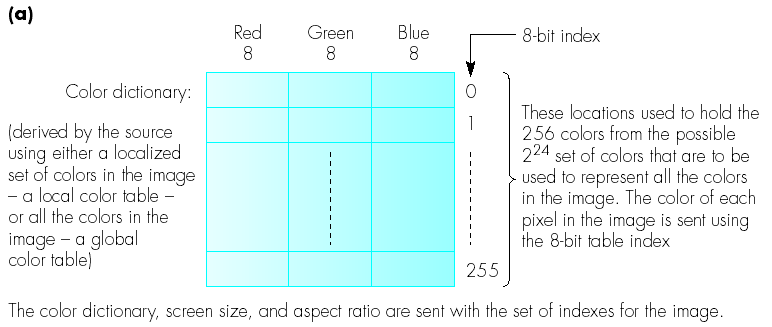 (a)
Red Green Blue
8 8 8
8-bit index
Color dictionary:
0
1
255
(derived by the source
using either a localized
set of colors in the image
– a local color table –
or all the colors in the
image – a global
color table)
These locations used to hold the
256 colors from the possible
2²⁴ set of colors that are to be
used to represent all the colors
in the image. The color of each
pixel in the image is sent using
the 8-bit table index
The color dictionary, screen size, and aspect ratio are sent with the set of indexes for the image.